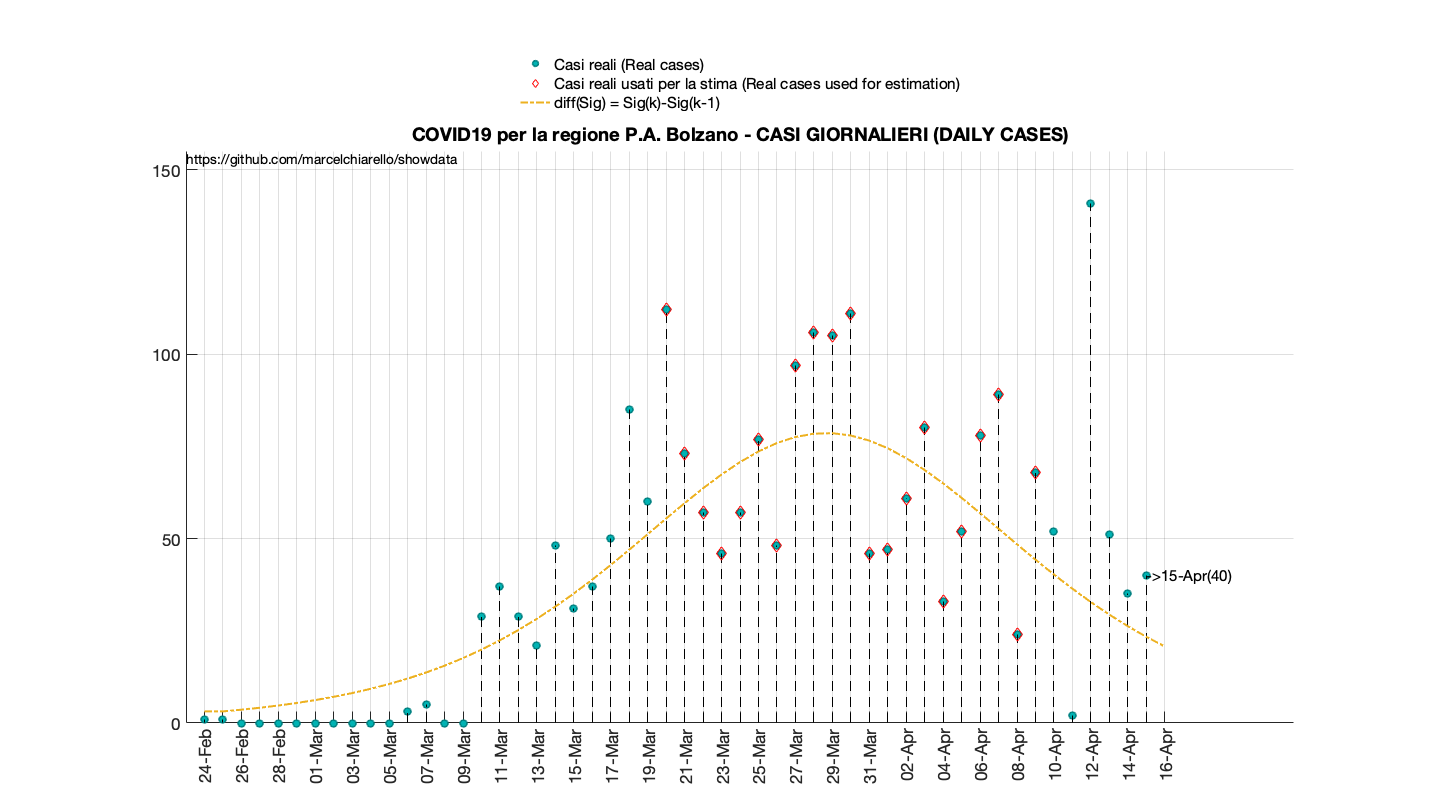 Casi reali (Real cases)
Casi reali usati per la stima (Real cases used for estimation)
diff(Sig) = Sig(k)-Sig(k-1)
COVID19 per la regione P.A. Bolzano - CASI GIORNALIERI (DAILY CASES)
https://github.com/marcelchiarello/showdata
150
100
50
0
>15-Apr(40)
24-Feb
26-Feb
28-Feb
01-Mar
03-Mar
05-Mar
07-Mar
09-Mar
11-Mar
13-Mar
15-Mar
17-Mar
19-Mar
21-Mar
23-Mar
25-Mar
27-Mar
29-Mar
31-Mar
02-Apr
04-Apr
06-Apr
08-Apr
10-Apr
12-Apr
14-Apr
16-Apr